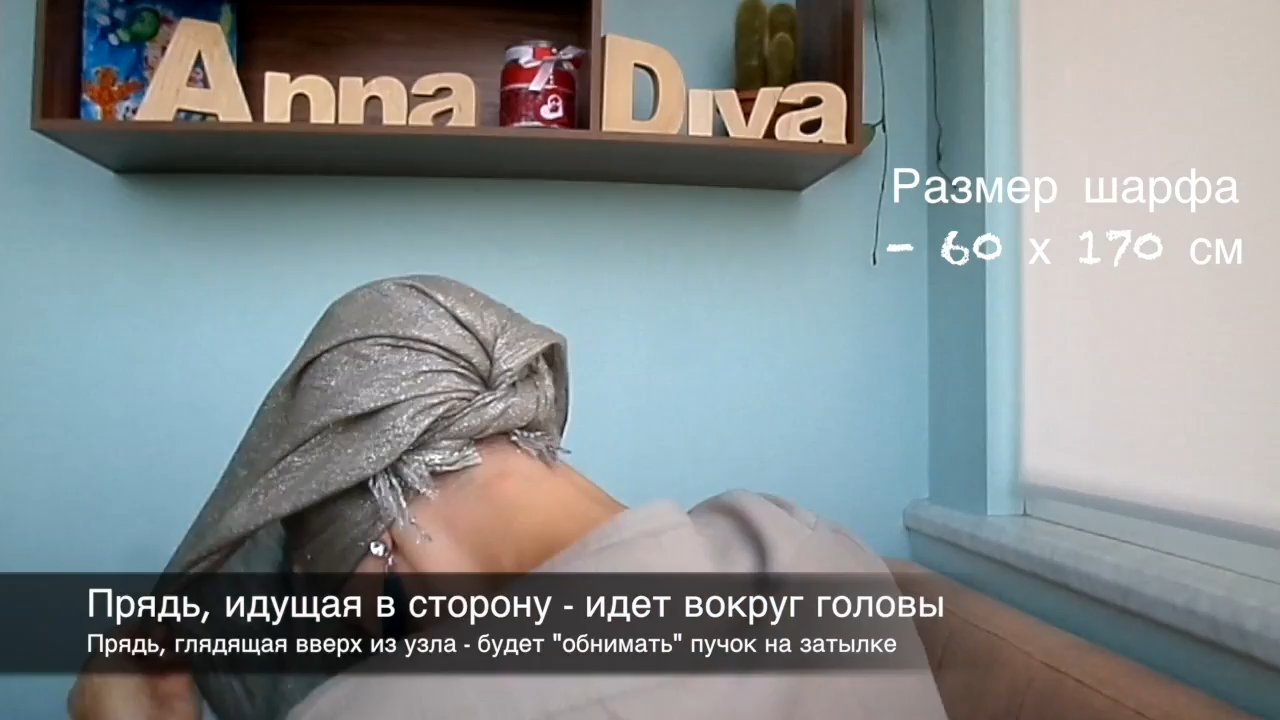 Anna Diva
Размер шарфа
- 60 x 170 см
Прядь, идущая в сторону - идет вокруг головы
Прядь, глядящая вверх из узла - будет "обнимать" пучок на затылке